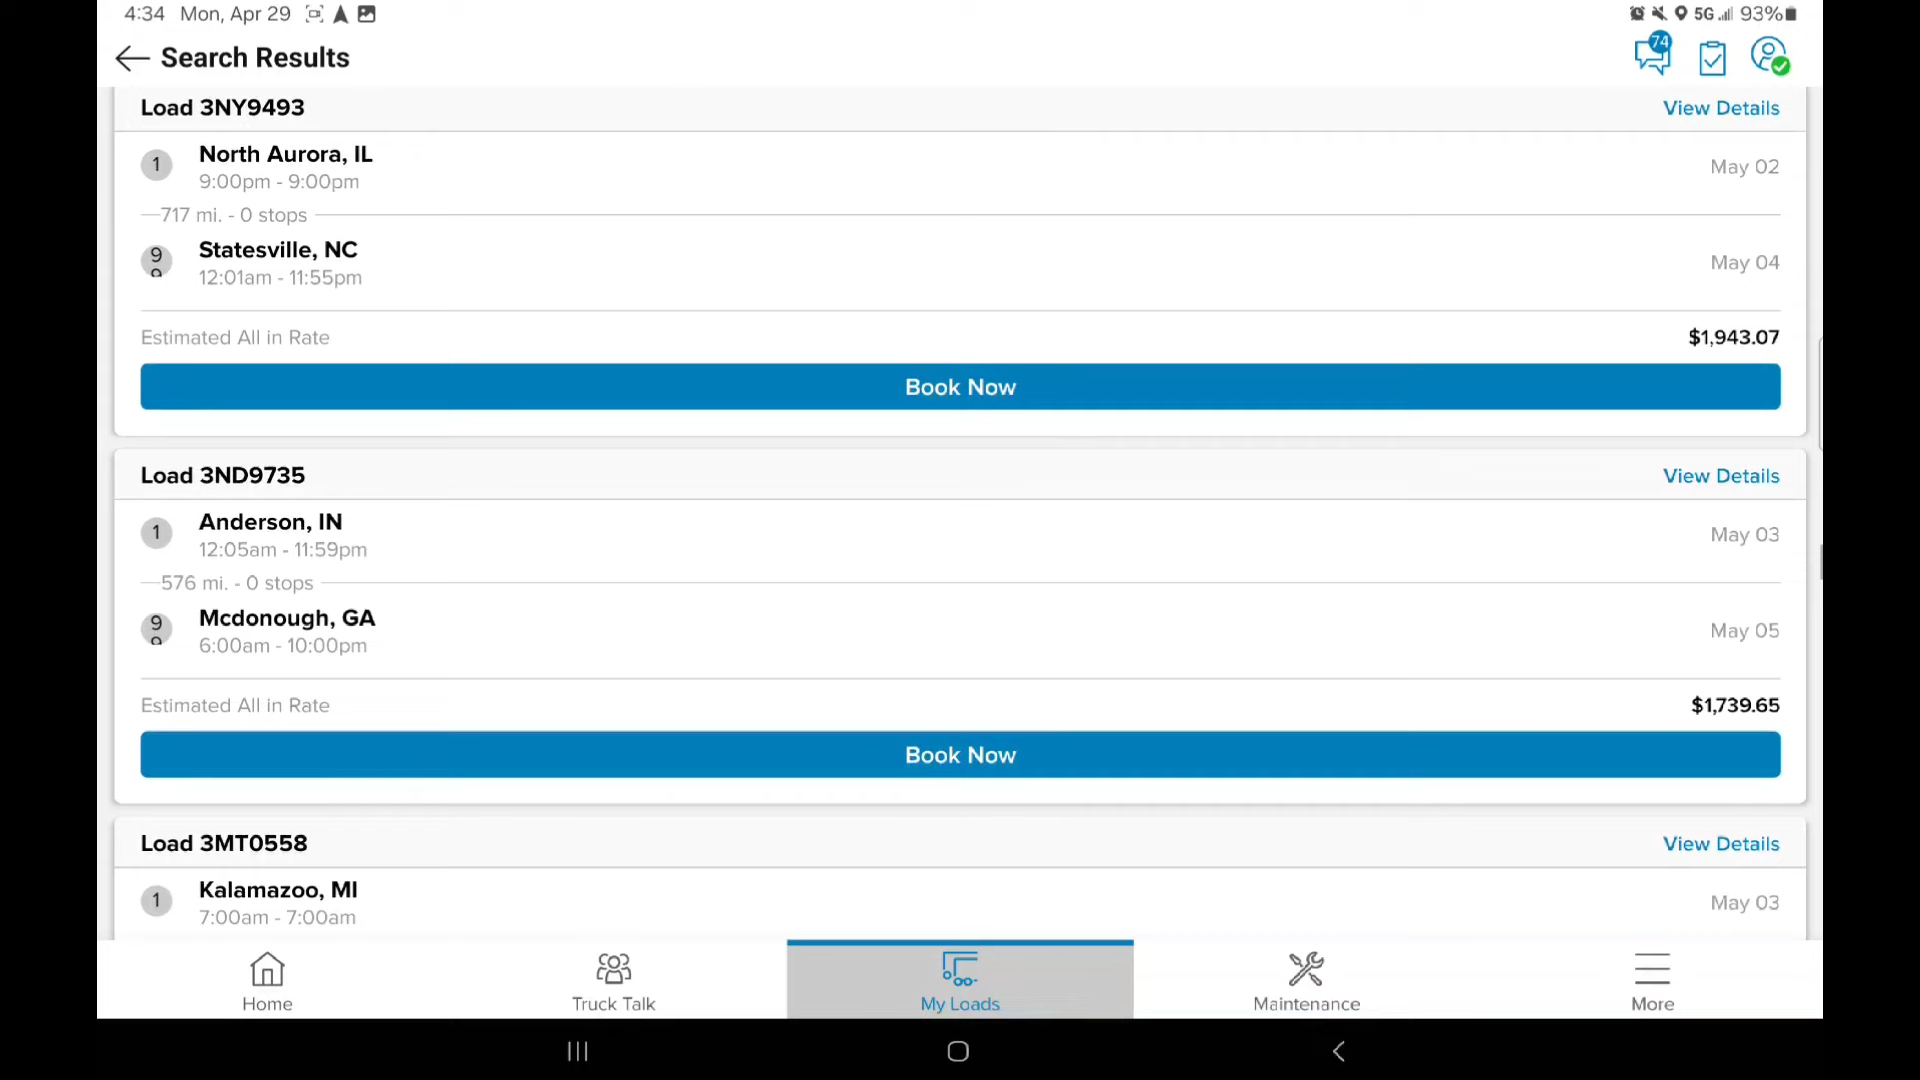 4:34 Mon, Apr 29
5G 93%
Search Results
74
Load 3NY9493 View Details
1 North Aurora, IL
9:00pm - 9:00pm May 02
717 mi. - 0 stops
99 Statesville, NC
12:01am - 11:55pm May 04
Estimated All in Rate $1,943.07
Book Now
Load 3ND9735 View Details
1 Anderson, IN
12:05am - 11:59pm May 03
576 mi. - 0 stops
99 Mcdonough, GA
6:00am - 10:00pm May 05
Estimated All in Rate $1,739.65
Book Now
Load 3MT0558 View Details
1 Kalamazoo, MI
7:00am - 7:00am May 03
Home Truck Talk My Loads Maintenance More